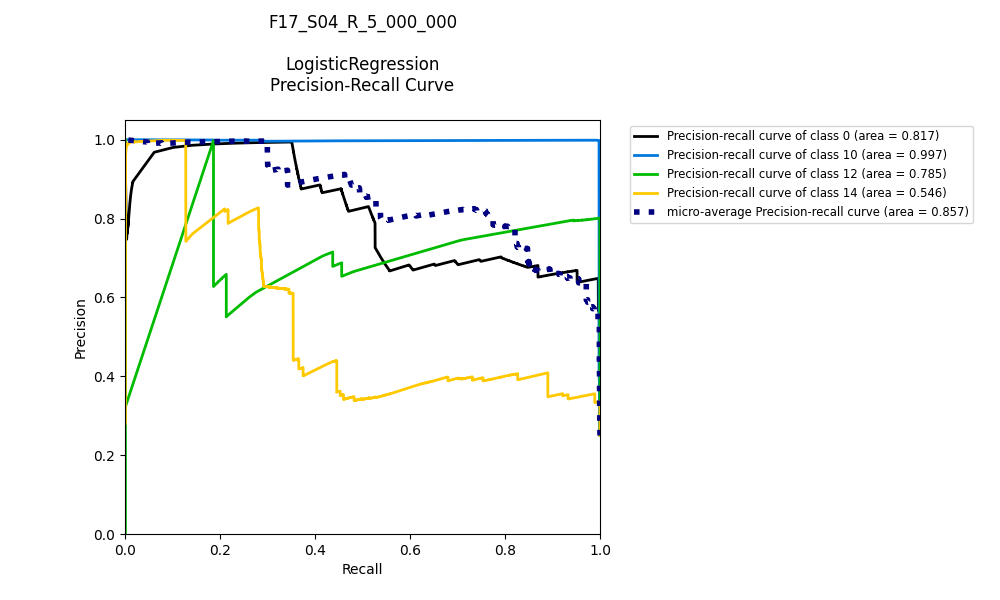 F17_S04_R_5_000_000
LogisticRegression
Precision-Recall Curve
Precision-recall curve of class 0 (area = 0.817)
Precision-recall curve of class 10 (area = 0.997)
Precision-recall curve of class 12 (area = 0.785)
Precision-recall curve of class 14 (area = 0.546)
micro-average Precision-recall curve (area = 0.857)
Precision
1.0
0.8
0.6
0.4
0.2
0.0
0.0 0.2 0.4 0.6 0.8 1.0
Recall